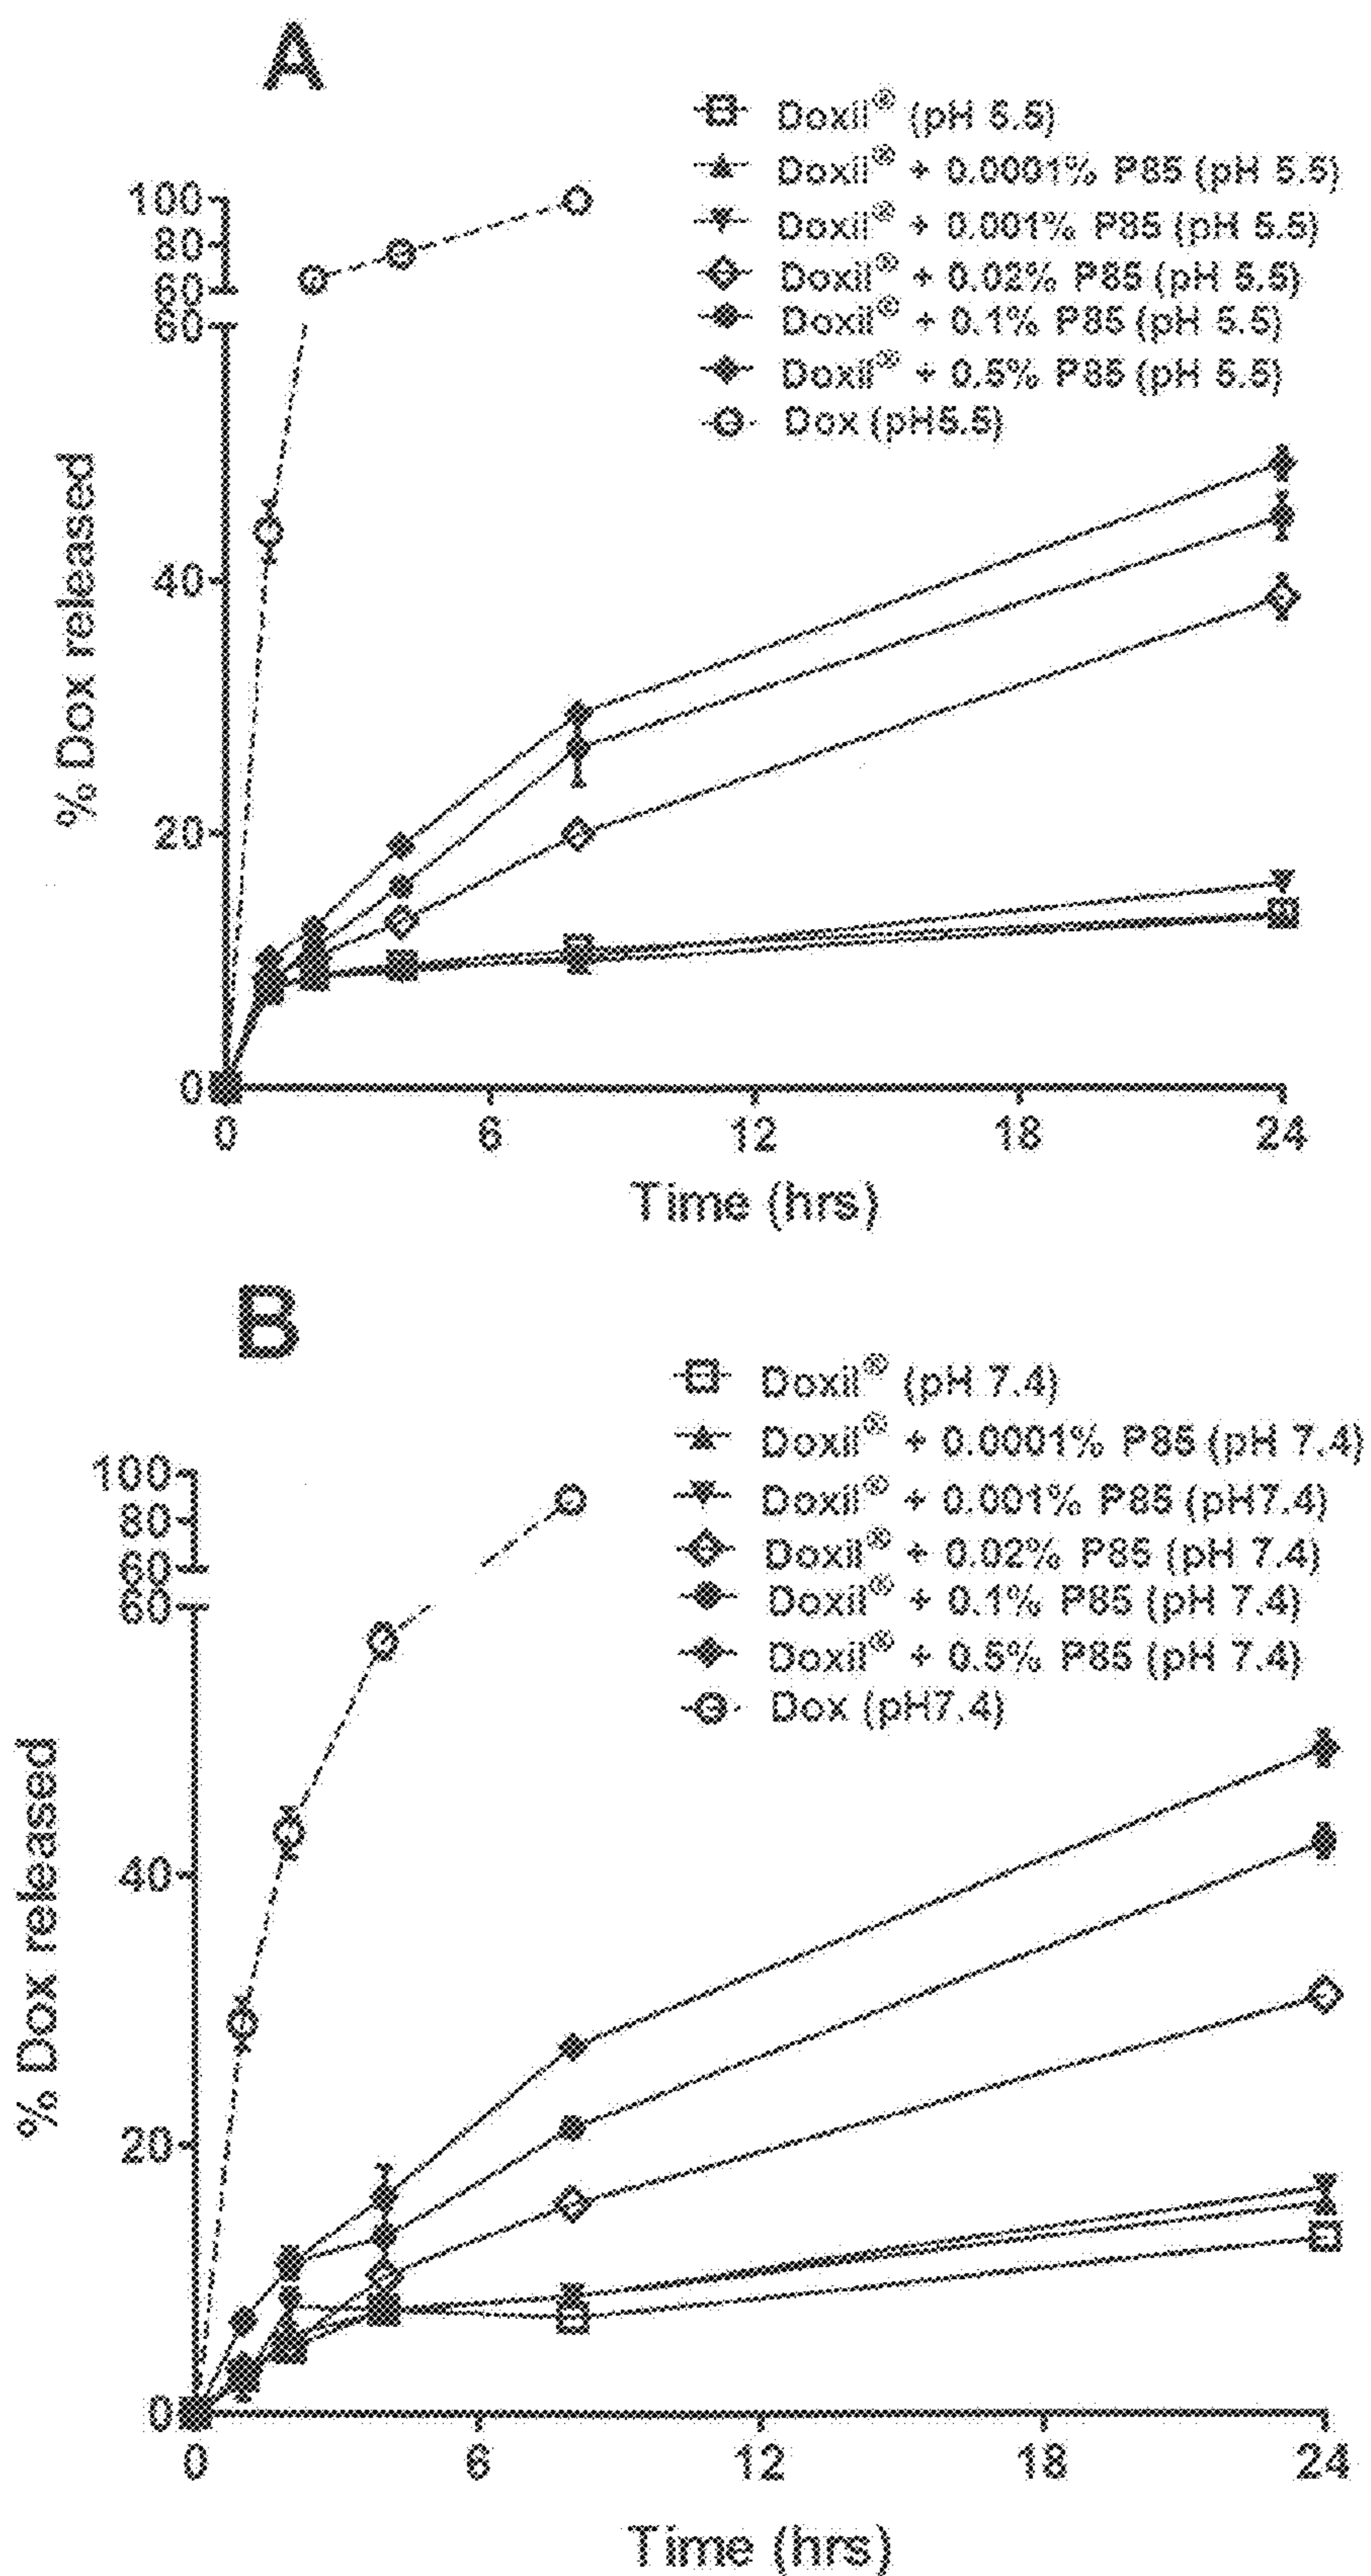 A
Doxil® (pH 5.5)
Doxil® + 0.0001% P85 (pH 5.5)
Doxil® + 0.001% P85 (pH 5.5)
Doxil® + 0.02% P85 (pH 5.5)
Doxil® + 0.1% P85 (pH 5.5)
Doxil® + 0.5% P85 (pH 5.5)
Dox (pH5.5)
100
80
60
60
40
20
0
% Dox released
0 6 12 18 24
Time (hrs)
B
Doxil® (pH 7.4)
Doxil® + 0.0001% P85 (pH 7.4)
Doxil® + 0.001% P85 (pH7.4)
Doxil® + 0.02% P85 (pH 7.4)
Doxil® + 0.1% P85 (pH 7.4)
Doxil® + 0.5% P85 (pH 7.4)
Dox (pH7.4)
100
80
60
60
40
20
0
% Dox released
0 6 12 18 24
Time (hrs)